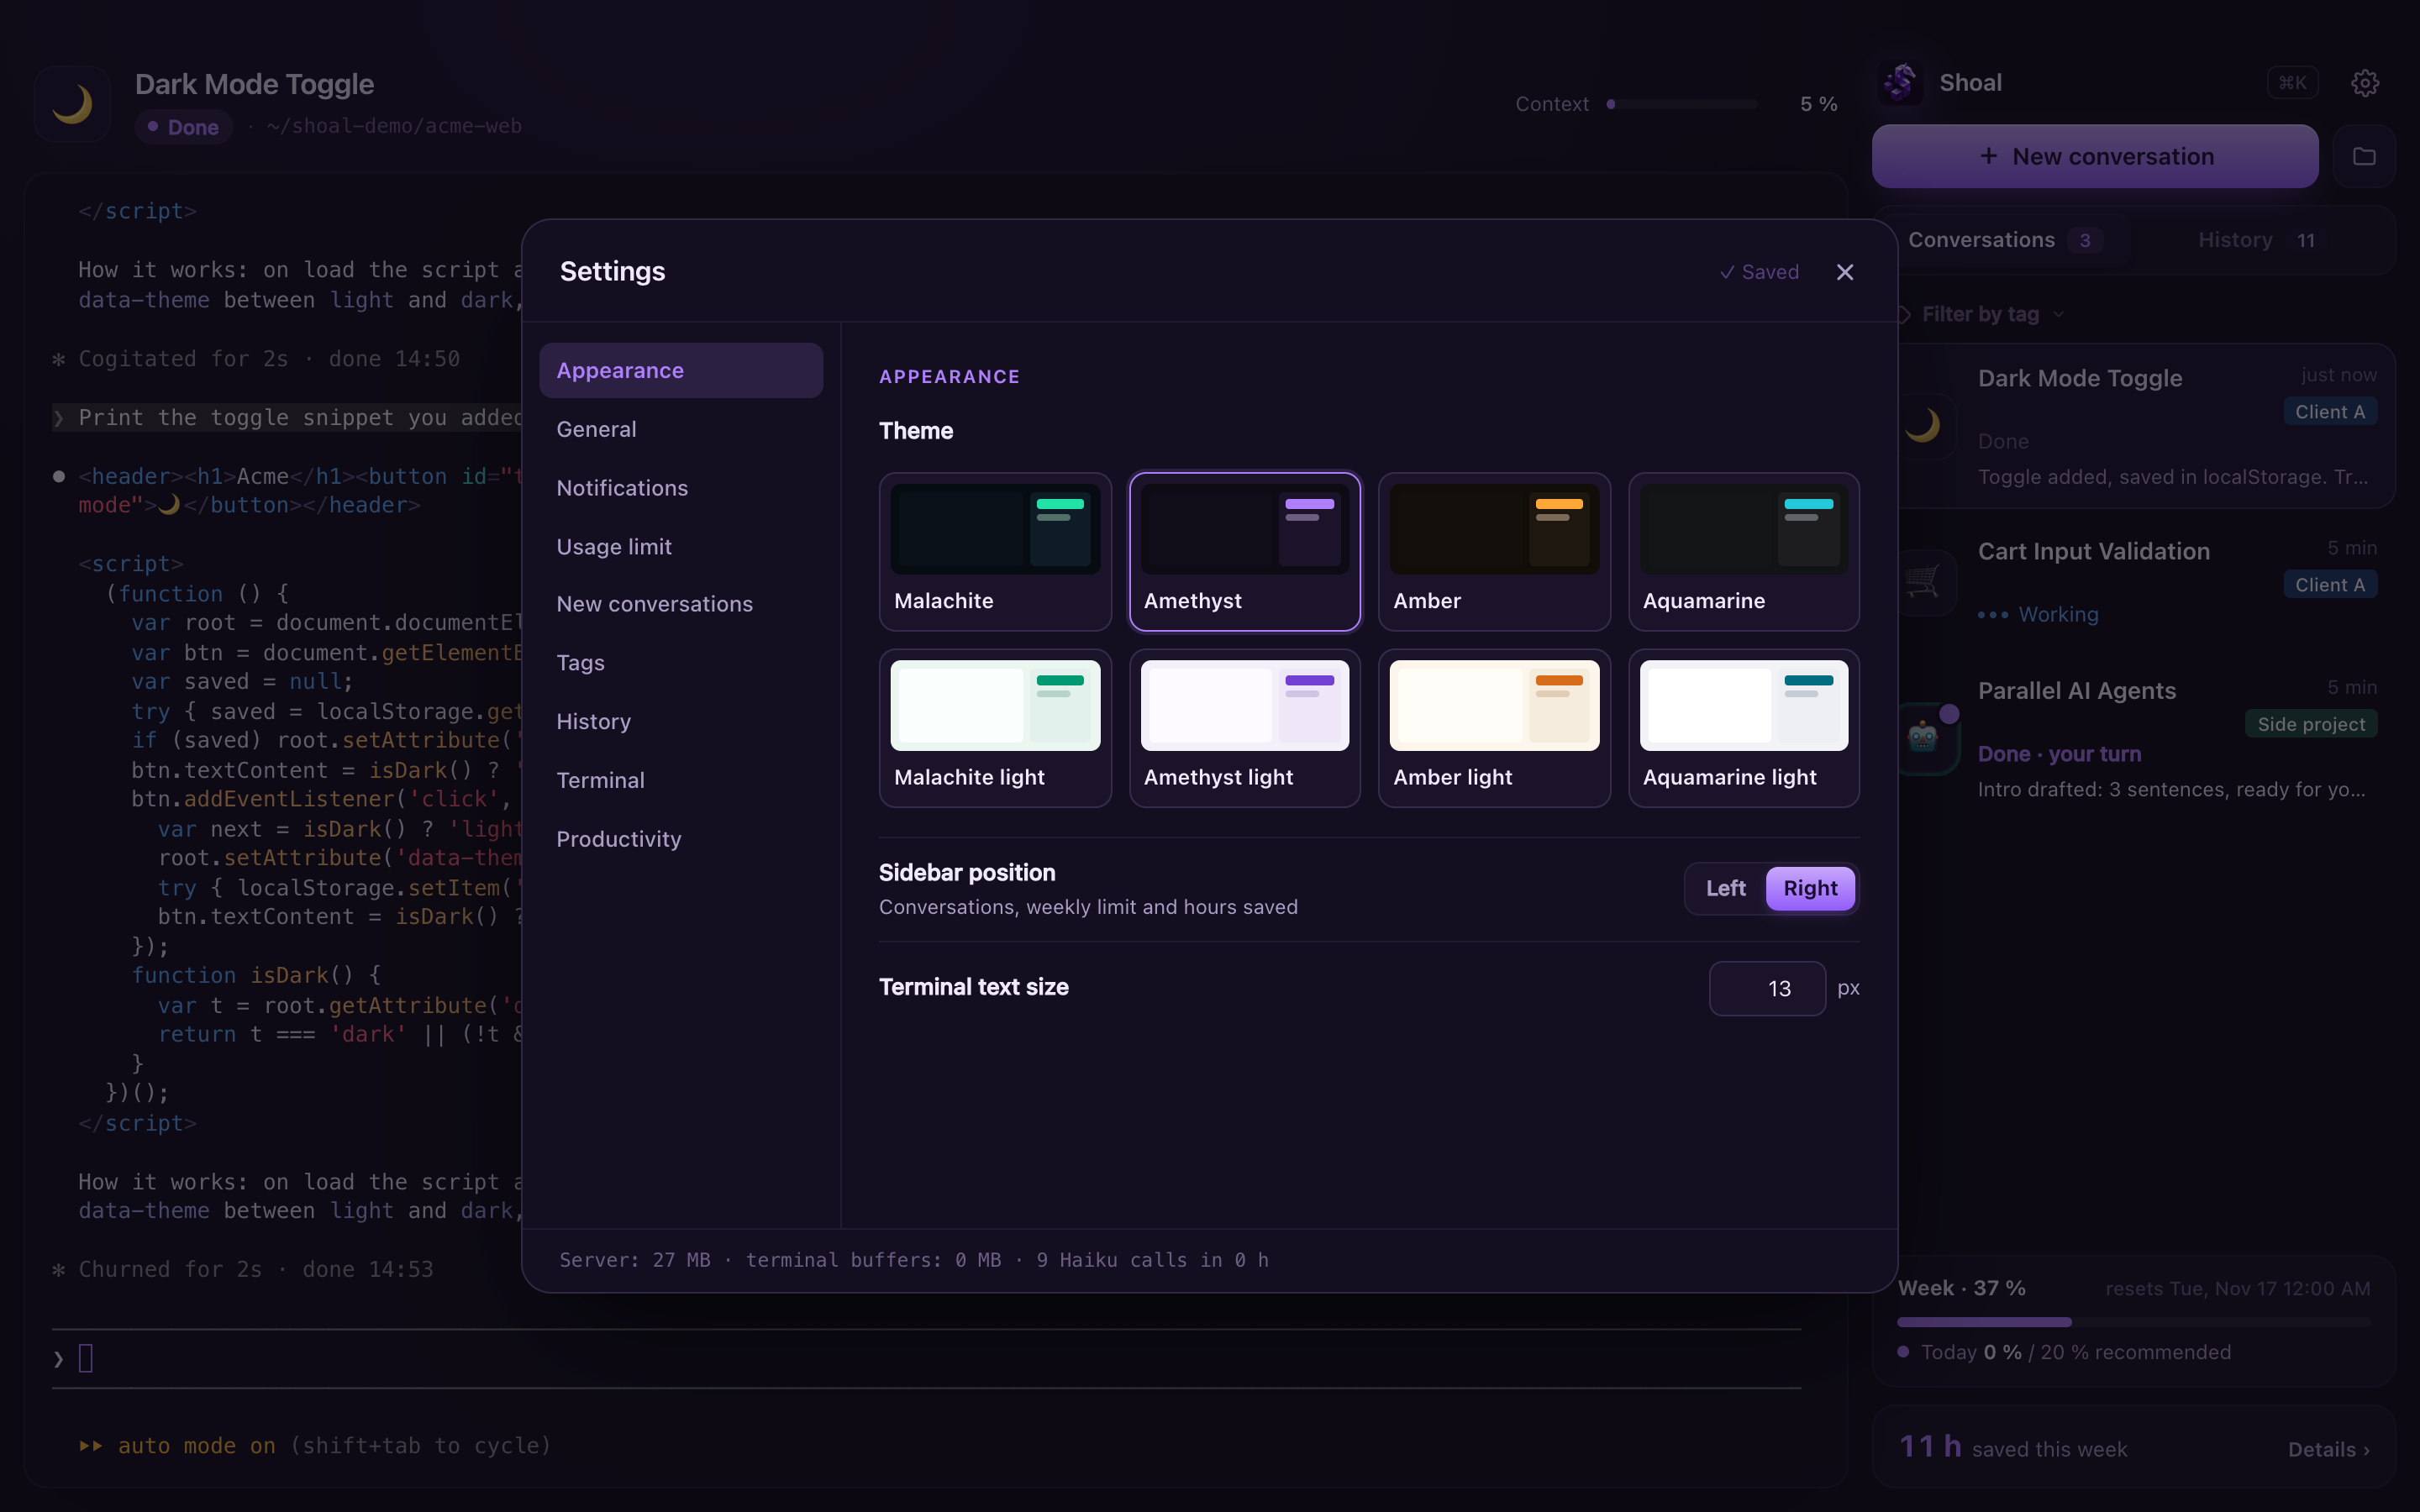 Dark Mode Toggle
Done · ~/shoal-demo/acme-web
Context 5 %
</script>
How it works: on load the script a
data-theme between light and dark,
✻ Cogitated for 2s · done 14:50
❯ Print the toggle snippet you added
● <header><h1>Acme</h1><button id="t
mode">🌙</button></header>
<script>
(function () {
var root = document.documentEl
var btn = document.getElementB
var saved = null;
try { saved = localStorage.get
if (saved) root.setAttribute('
btn.textContent = isDark() ? '
btn.addEventListener('click',
var next = isDark() ? 'light
root.setAttribute('data-them
try { localStorage.setItem('
btn.textContent = isDark() ?
});
function isDark() {
var t = root.getAttribute('d
return t === 'dark' || (!t &
}
})();
</script>
How it works: on load the script a
data-theme between light and dark,
✻ Churned for 2s · done 14:53
❯
auto mode on (shift+tab to cycle)
Settings
✓ Saved
Appearance
General
Notifications
Usage limit
New conversations
Tags
History
Terminal
Productivity
APPEARANCE
Theme
Malachite
Amethyst
Amber
Aquamarine
Malachite light
Amethyst light
Amber light
Aquamarine light
Sidebar position
Conversations, weekly limit and hours saved
Left Right
Terminal text size
13 px
Server: 27 MB · terminal buffers: 0 MB · 9 Haiku calls in 0 h
Shoal
⌘K
+ New conversation
Conversations 3
History 11
Filter by tag
Dark Mode Toggle just now
Client A
Done
Toggle added, saved in localStorage. Tr...
Cart Input Validation 5 min
Client A
Working
Parallel AI Agents 5 min
Side project
Done · your turn
Intro drafted: 3 sentences, ready for yo...
Week · 37 % resets Tue, Nov 17 12:00 AM
Today 0 % / 20 % recommended
11 h saved this week Details ›